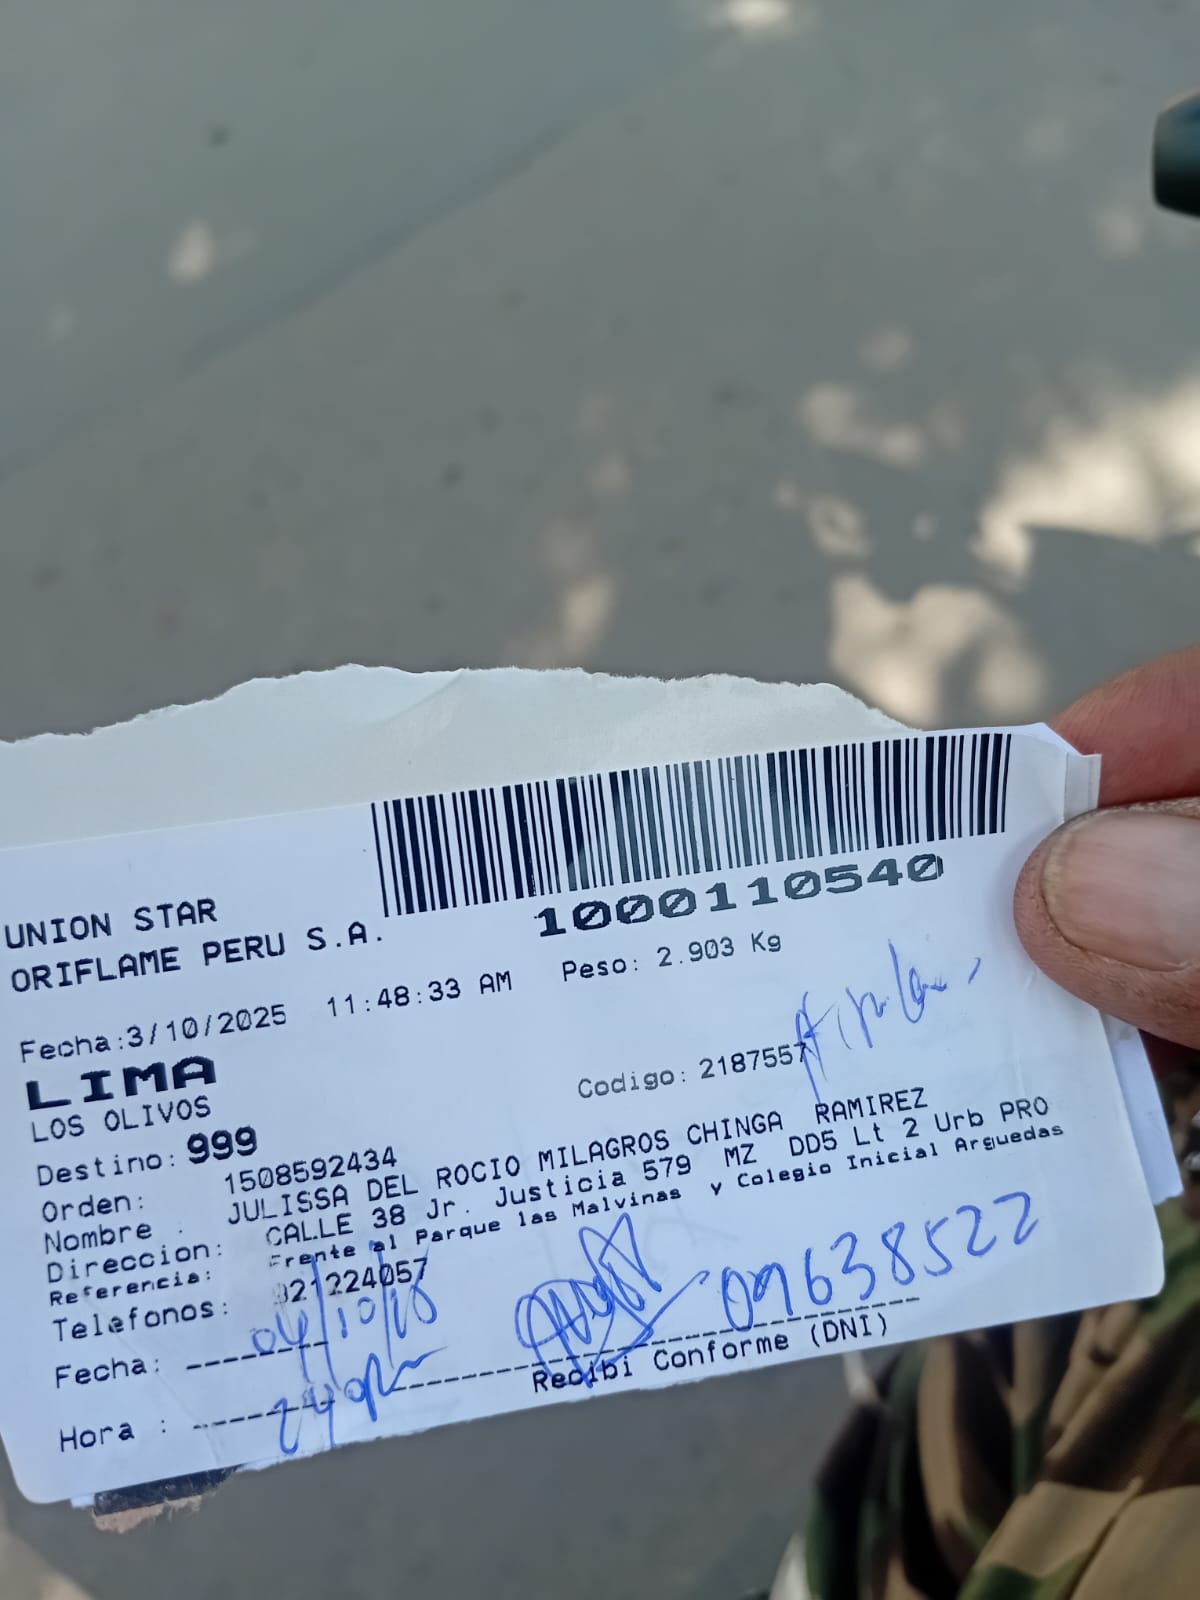 1000110540
UNION STAR
ORIFLAME PERU S.A.
Fecha:3/10/2025 11:48:33 AM Peso: 2.903 Kg
LIMA
LOS OLIVOS Codigo: 2187557
Destino: 999
Orden: 1508592434
Nombre : JULISSA DEL ROCIO MILAGROS CHINGA RAMIREZ
Direccion: CALLE 38 Jr. Justicia 579 MZ DD5 Lt 2 Urb PRO
Referencia: Frente al Parque las Malvinas y Colegio Inicial Arguedas
Telefonos: 921224057
Fecha: 04/10/25 09638522
Hora :
Recibi Conforme (DNI)